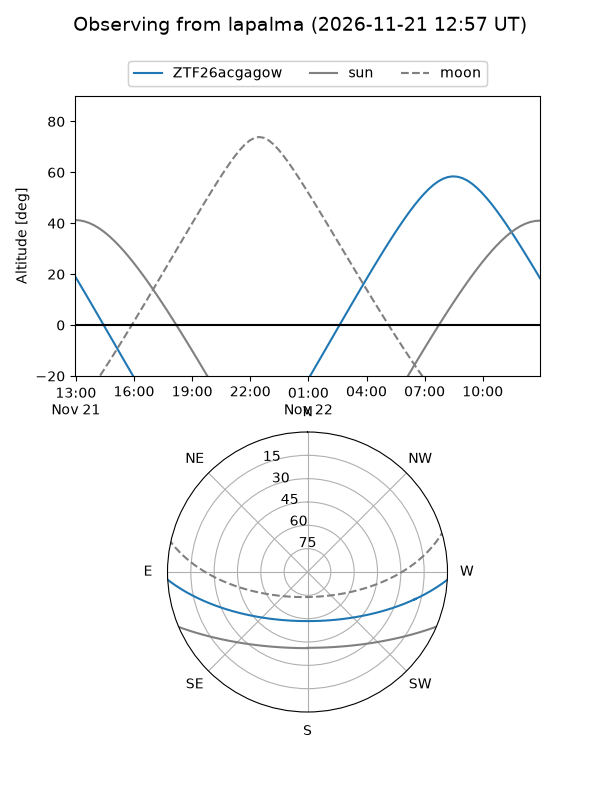 Observing from lapalma (2026-11-21 12:57 UT)
ZTF26acgagow
sun
moon
Altitude [deg]
80
60
40
20
0
−20
13:00
Nov 21
16:00
19:00
22:00
01:00
Nov 22
04:00
07:00
10:00
N
NE
NW
15
30
45
60
75
E
W
SE
SW
S